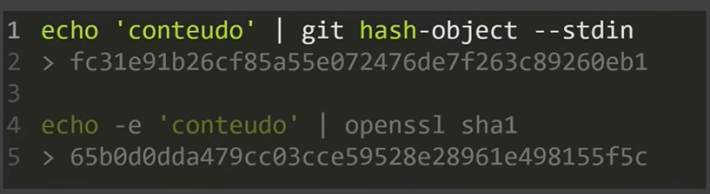 1 echo 'conteudo' | git hash-object --stdin
2 > fc31e91b26cf85a55e072476de7f263c89260eb1
3
4 echo -e 'conteudo' | openssl sha1
5 > 65b0d0dda479cc03cce59528e28961e498155f5c